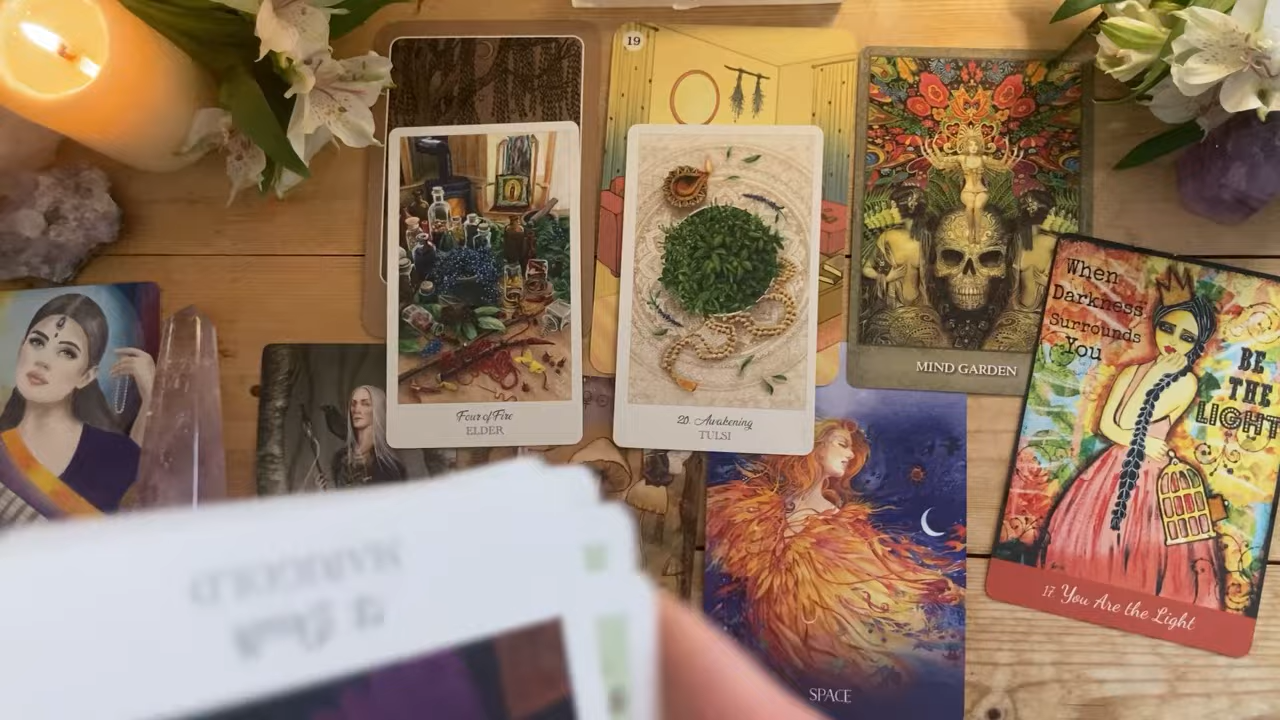 19
Four of Fire
ELDER
20. Awakening
TULSI
MIND GARDEN
When
Darkness
Surrounds
You
BE
THE
LIGHT
17. You Are the Light
SPACE
MARIGOLD